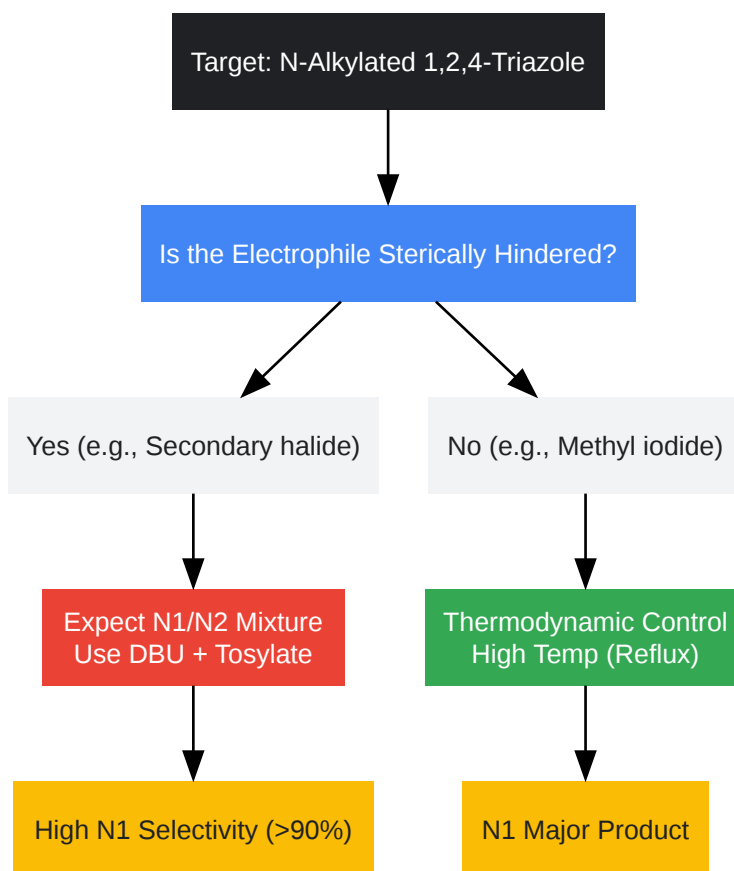 Target: N-Alkylated 1,2,4-Triazole
Is the Electrophile Sterically Hindered?
Yes (e.g., Secondary halide)
No (e.g., Methyl iodide)
Expect N1/N2 Mixture
Use DBU + Tosylate
Thermodynamic Control
High Temp (Reflux)
High N1 Selectivity (>90%)
N1 Major Product